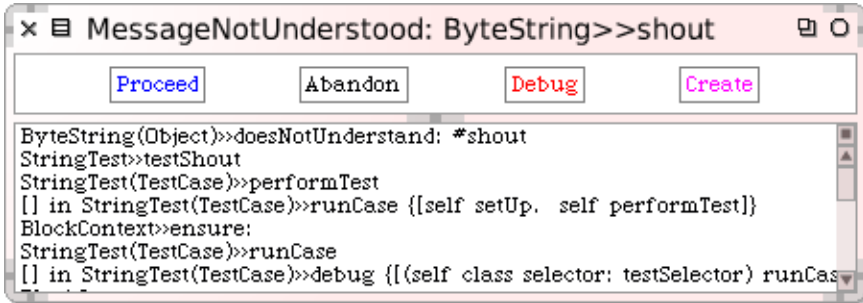 MessageNotUnderstood: ByteString>>shout
Proceed Abandon Debug Create
ByteString(Object)>>doesNotUnderstand: #shout
StringTest>>testShout
StringTest(TestCase)>>performTest
[] in StringTest(TestCase)>>runCase {[self setUp. self performTest]}
BlockContext>>ensure:
StringTest(TestCase)>>runCase
[] in StringTest(TestCase)>>debug {[(self class selector: testSelector) runCas